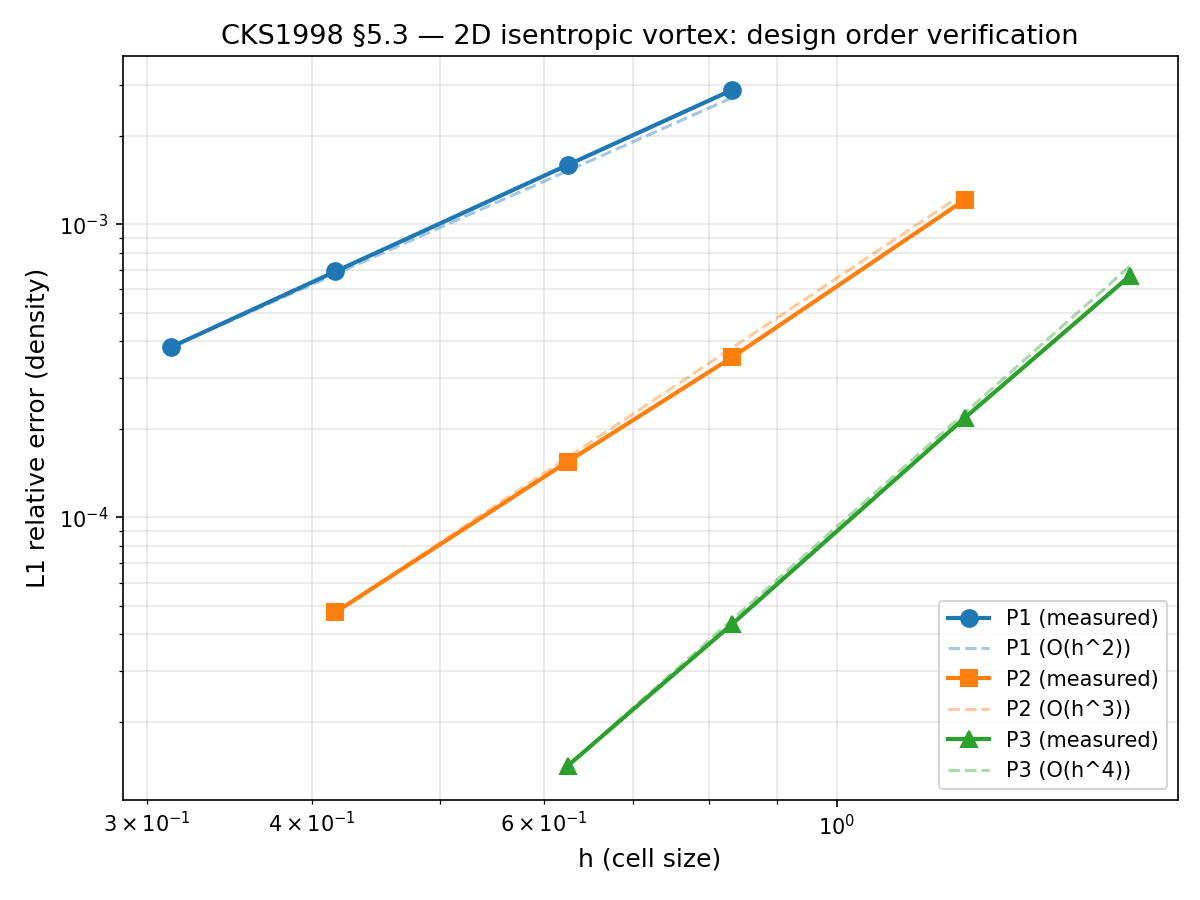 CKS1998 §5.3 — 2D isentropic vortex: design order verification
L1 relative error (density)
10⁻³
10⁻⁴
3 × 10⁻¹
4 × 10⁻¹
6 × 10⁻¹
10⁰
h (cell size)
P1 (measured)
P1 (O(h^2))
P2 (measured)
P2 (O(h^3))
P3 (measured)
P3 (O(h^4))